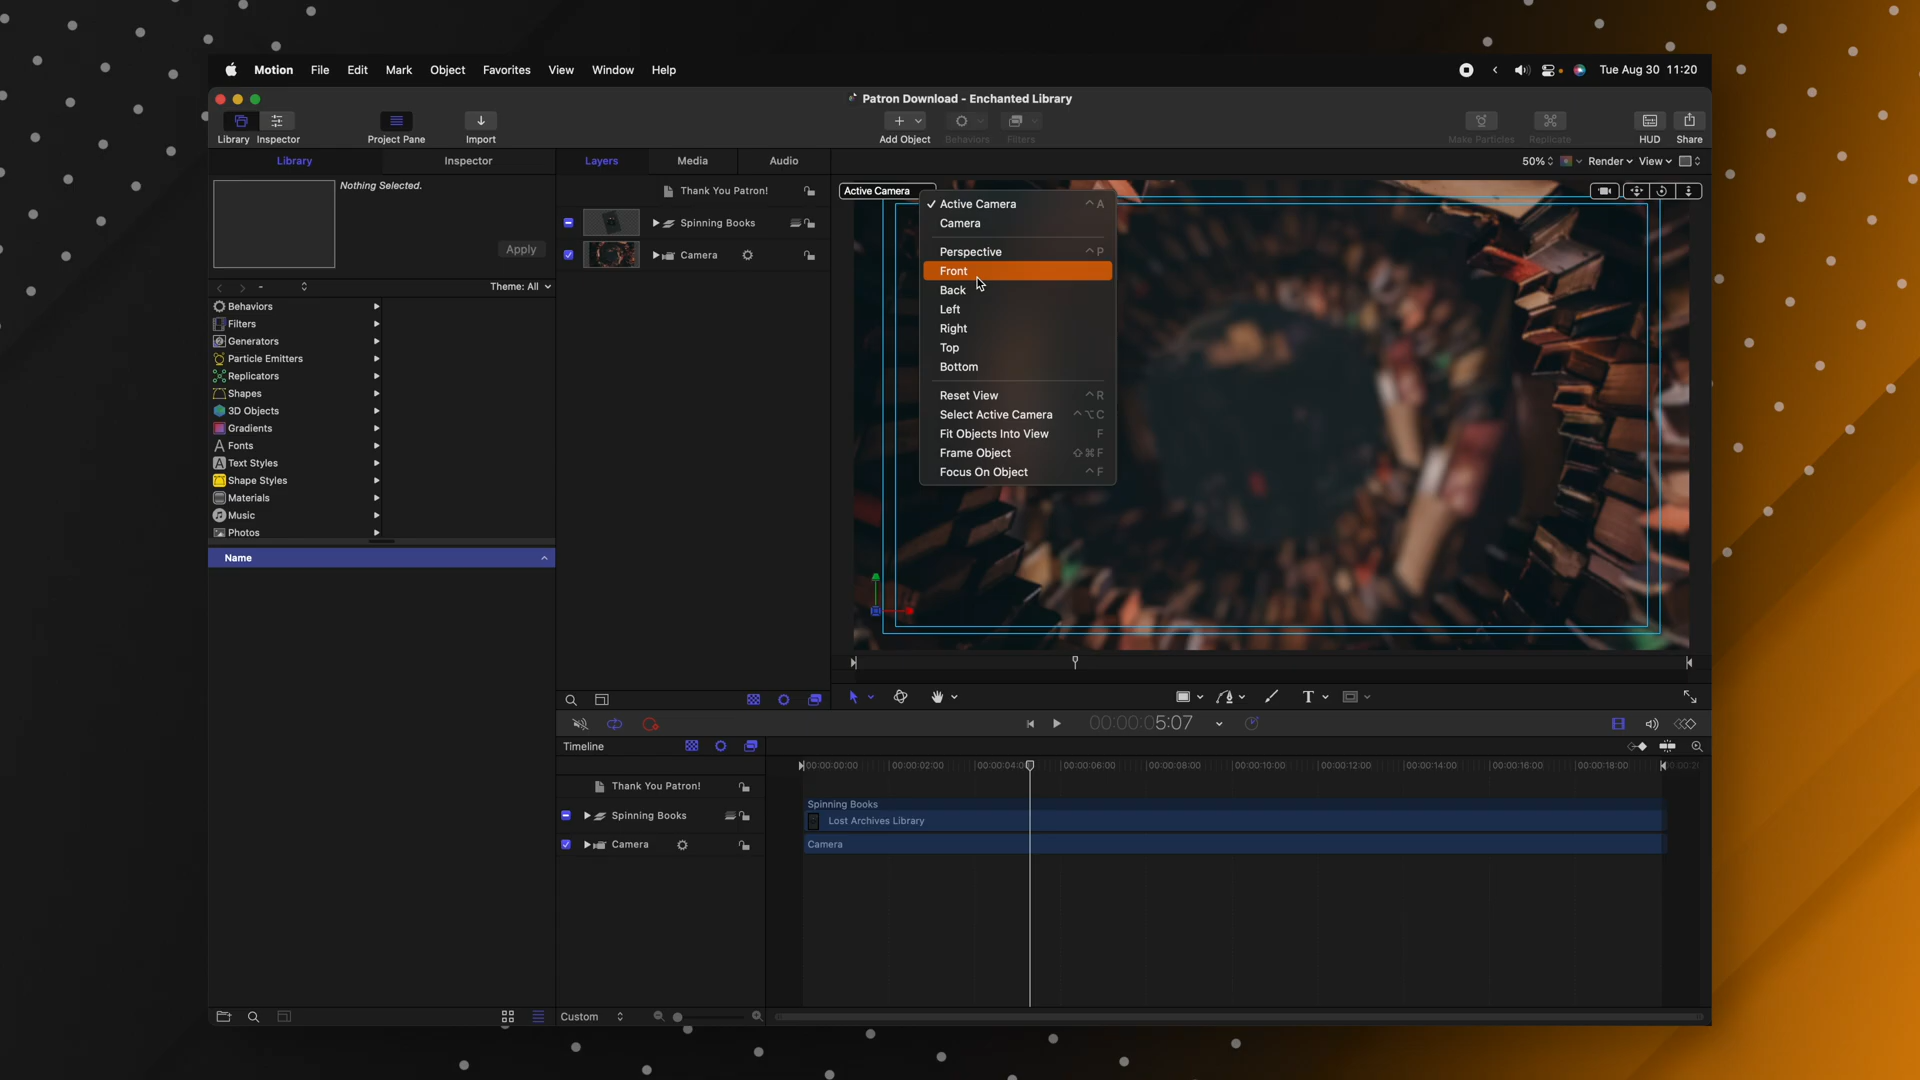 Motion File Edit Mark Object Favorites View Window Help
Tue Aug 30 11:20
Patron Download - Enchanted Library
Library Inspector Project Pane Import
Add Object Behaviors Filters
Make Particles Replicate HUD Share
Library Inspector
Layers Media Audio
50% Render View
Nothing Selected.
Apply
Theme: All
Behaviors
Filters
Generators
Particle Emitters
Replicators
Shapes
3D Objects
Gradients
Fonts
Text Styles
Shape Styles
Materials
Music
Photos
Name
Thank You Patron!
Spinning Books
Camera
Active Camera
✓ Active Camera ^ A
Camera
Perspective ^ P
Front
Back
Left
Right
Top
Bottom
Reset View ^ R
Select Active Camera ^⌥C
Fit Objects Into View F
Frame Object ⇧⌘F
Focus On Object ^ F
T
00:00:05:07
Timeline
00:00:00:00 00:00:02:00 00:00:04:0 00:00:06:00 00:00:08:00 00:00:10:00 00:00:12:00 00:00:14:00 00:00:16:00 00:00:18:00
Thank You Patron!
Spinning Books
Camera
Spinning Books
Lost Archives Library
Camera
Custom